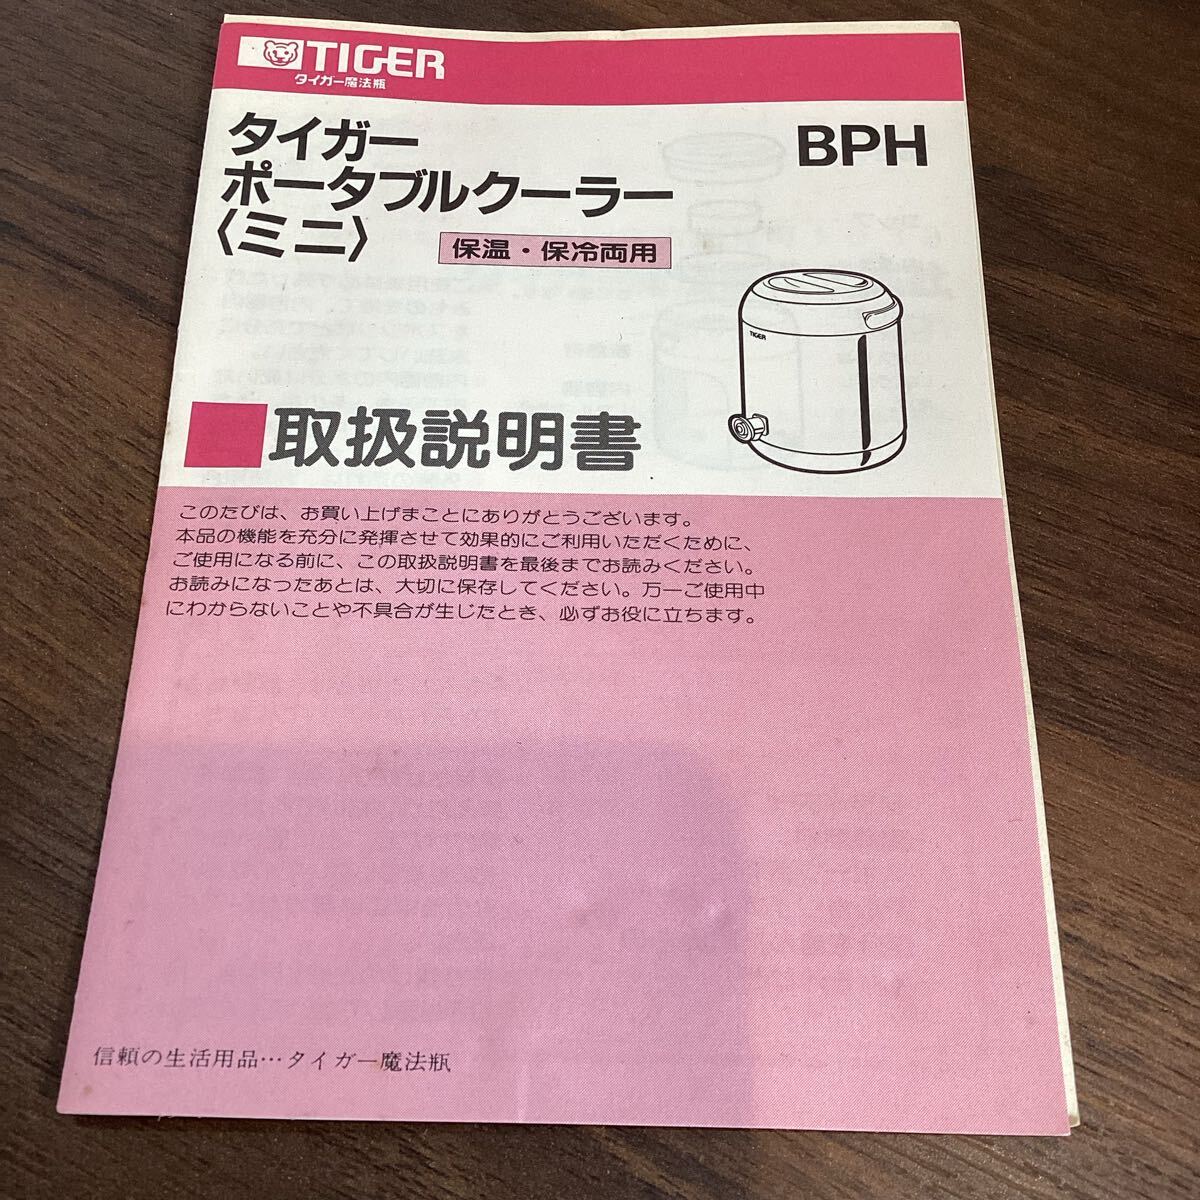 TIGER
タイガー魔法瓶
タイガー
ポータブルクーラー
〈ミニ〉
BPH
保温・保冷両用
TIGER
取扱説明書
このたびは、お買い上げまことにありがとうございます。
本品の機能を充分に発揮させて効果的にご利用いただくために、
ご使用になる前に、この取扱説明書を最後までお読みください。
お読みになったあとは、大切に保存してください。万一ご使用中
にわからないことや不具合が生じたとき、必ずお役に立ちます。
信頼の生活用品…タイガー魔法瓶